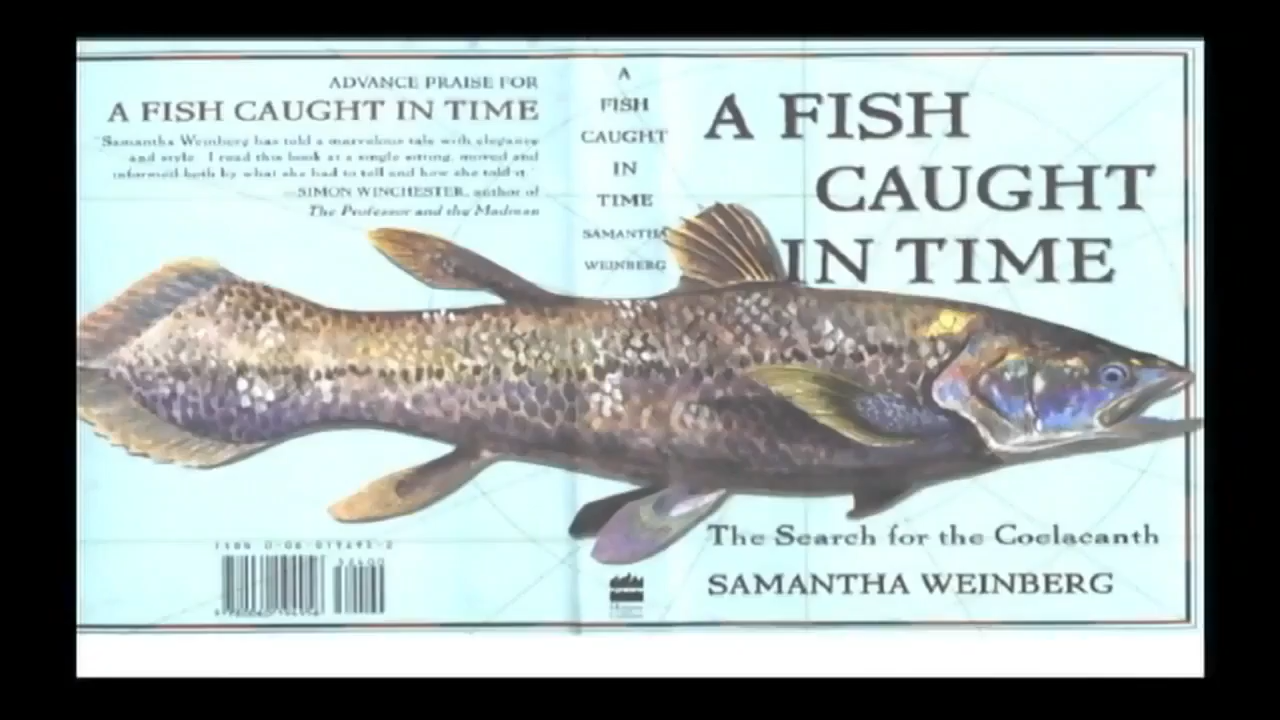 ADVANCE PRAISE FOR
A FISH CAUGHT IN TIME
"Samantha Weinberg has told a marvelous tale with elegance
and style. I read this book at a single sitting, moved and
informed both by what she had to tell and how she told it."
—SIMON WINCHESTER, author of
The Professor and the Madman
A
FISH
CAUGHT
IN
TIME
SAMANTHA
WEINBERG
A FISH
CAUGHT
IN TIME
The Search for the Coelacanth
SAMANTHA WEINBERG
ISBN